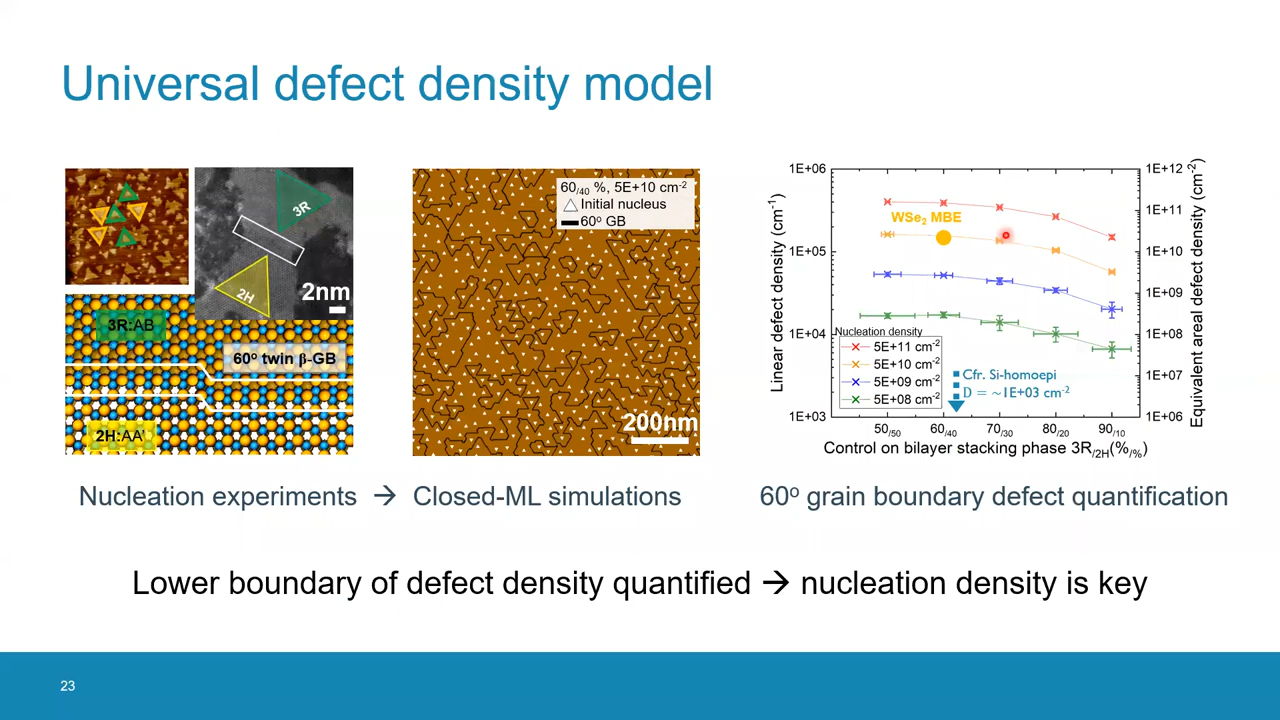 Universal defect density model
3R
2H
2nm
3R:AB
60º twin β-GB
2H:AA'
60/40 %, 5E+10 cm-2
Initial nucleus
60º GB
200nm
Linear defect density (cm-1)
1E+06
1E+05
1E+04
1E+03
WSe2 MBE
Nucleation density
5E+11 cm-2
5E+10 cm-2
5E+09 cm-2
5E+08 cm-2
Cfr. Si-homoepi
D = ~1E+03 cm-2
1E+12
1E+11
1E+10
1E+09
1E+08
1E+07
1E+06
Equivalent areal defect density (cm-2)
50/50 60/40 70/30 80/20 90/10
Control on bilayer stacking phase 3R/2H(%/%)
Nucleation experiments → Closed-ML simulations
60º grain boundary defect quantification
Lower boundary of defect density quantified → nucleation density is key
23